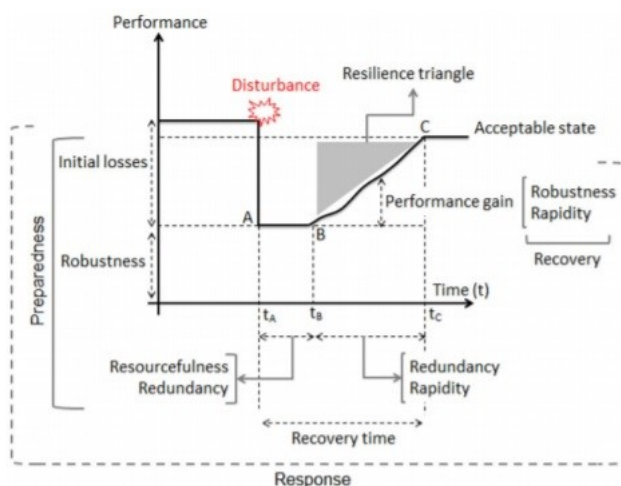 Performance
Resilience triangle
Disturbance
C
Acceptable state
Initial losses
Performance gain
Robustness
Rapidity
A
B
Recovery
Robustness
Preparedness
Time (t)
tA
tB
tC
Resourcefulness
Redundancy
Redundancy
Rapidity
Recovery time
Response